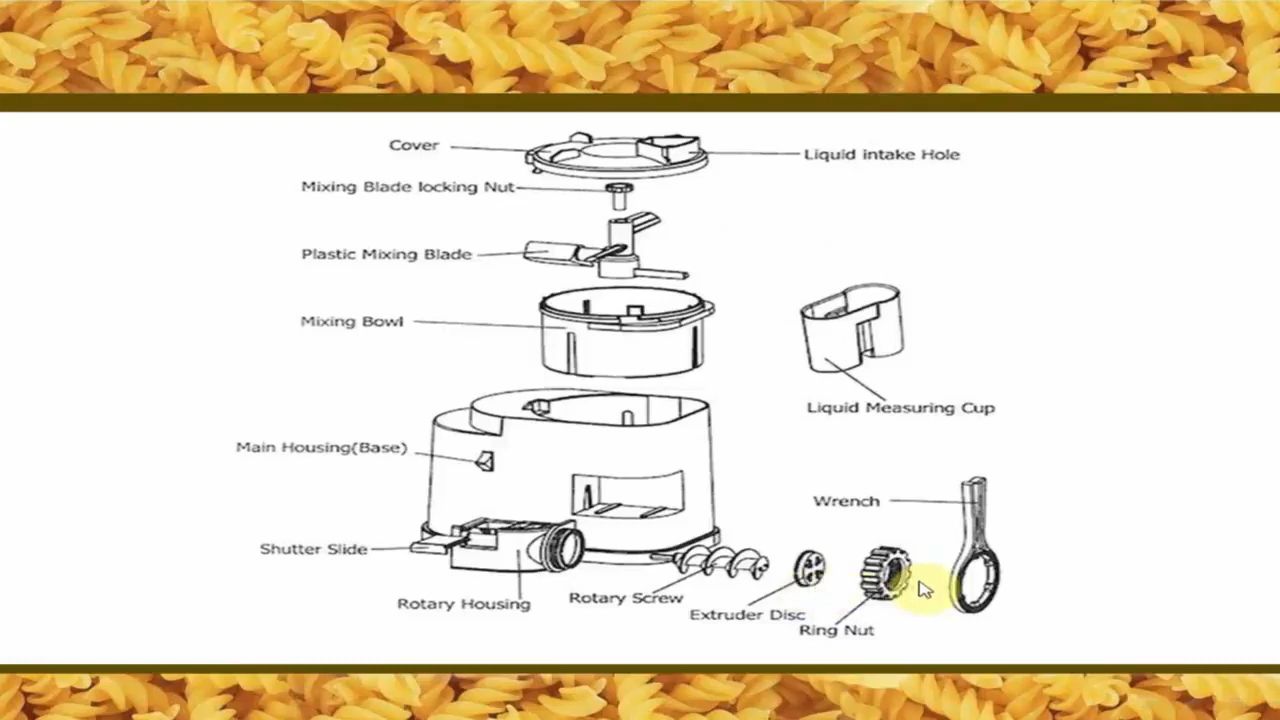 Cover
Liquid intake Hole
Mixing Blade locking Nut
Plastic Mixing Blade
Mixing Bowl
Liquid Measuring Cup
Main Housing(Base)
Wrench
Shutter Slide
Rotary Housing
Rotary Screw
Extruder Disc
Ring Nut